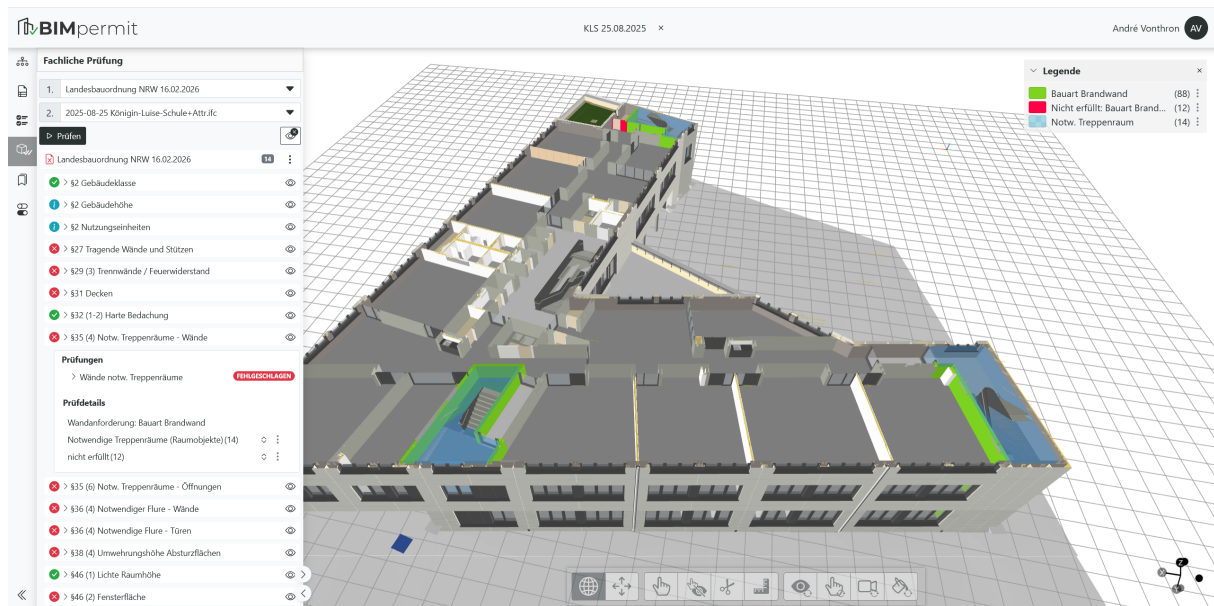 BIMpermit
KLS 25.08.2025 ×
André Vonthron AV
Fachliche Prüfung
1. Landesbauordnung NRW 16.02.2026
2. 2025-08-25 Königin-Luise-Schule+Attr.ifc
Prüfen
Landesbauordnung NRW 16.02.2026 14
§2 Gebäudeklasse
§2 Gebäudehöhe
§2 Nutzungseinheiten
§27 Tragende Wände und Stützen
§29 (3) Trennwände / Feuerwiderstand
§31 Decken
§32 (1-2) Harte Bedachung
§35 (4) Notw. Treppenräume - Wände
Prüfungen
Wände notw. Treppenräume FEHLGESCHLAGEN
Prüfdetails
Wandanforderung: Bauart Brandwand
Notwendige Treppenräume (Raumobjekte) (14)
nicht erfüllt (12)
§35 (6) Notw. Treppenräume - Öffnungen
§36 (4) Notwendiger Flure - Wände
§36 (4) Notwendige Flure - Türen
§38 (4) Umwehrungshöhe Absturzflächen
§46 (1) Lichte Raumhöhe
§46 (2) Fensterfläche
Legende ×
Bauart Brandwand (88)
Nicht erfüllt: Bauart Brand... (12)
Notw. Treppenraum (14)